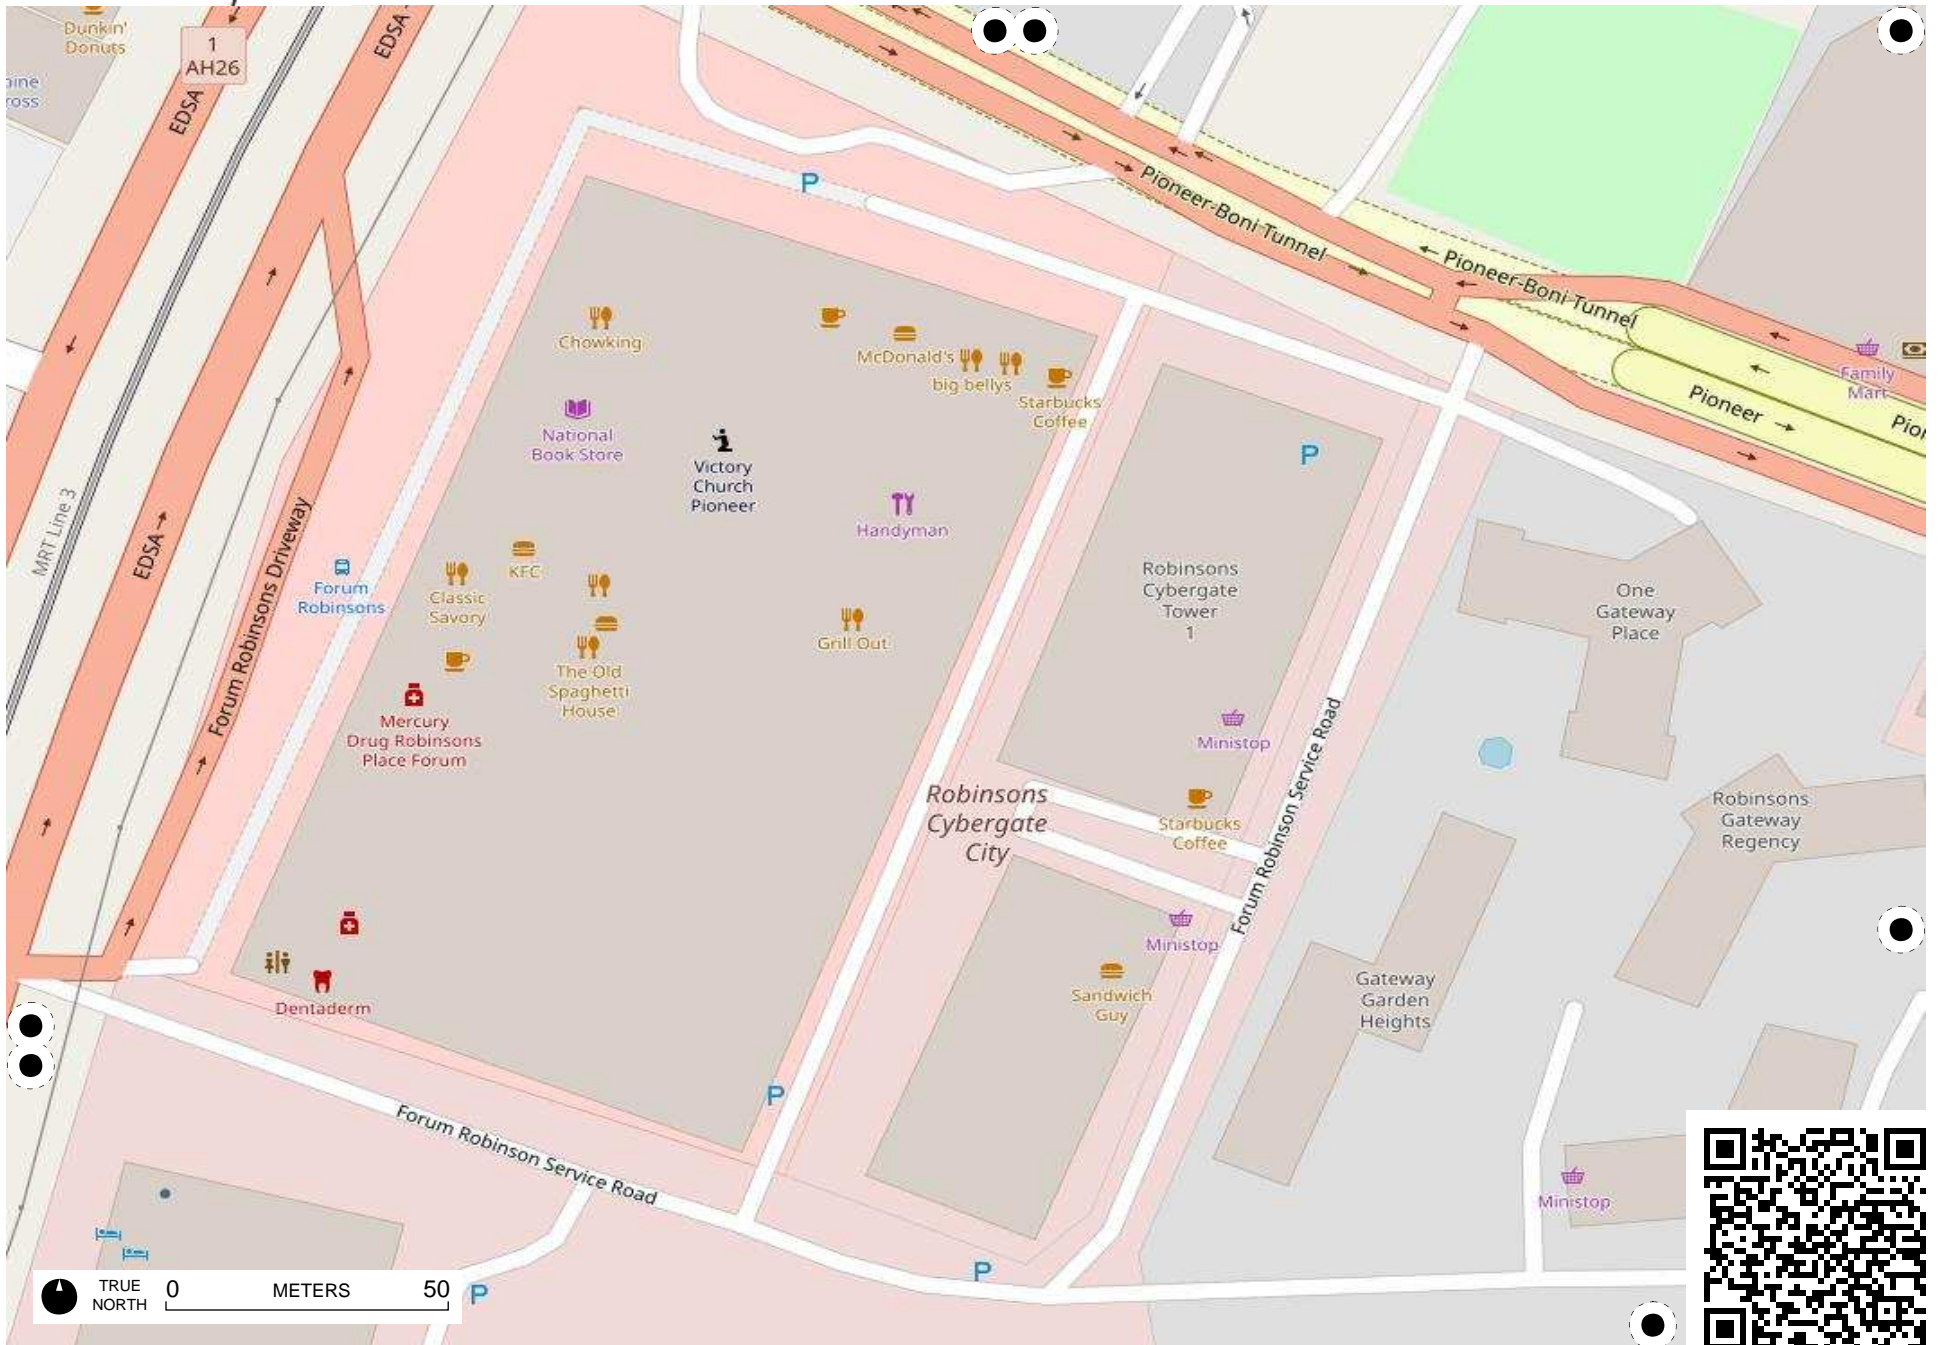 Dunkin'
Donuts
1
AH26
EDSA
EDSA
ine
ross
Pioneer-Boni Tunnel
Pioneer-Boni Tunnel
Chowking
McDonald's
big bellys
Starbucks
Coffee
Family
Mart
Pioneer
Pion
National
Book Store
Victory
Church
Pioneer
Handyman
MRT Line 3
EDSA
Forum Robinsons Driveway
Forum
Robinsons
Classic
Savory
KFC
The Old
Spaghetti
House
Grill Out
Robinsons
Cybergate
Tower
1
One
Gateway
Place
Mercury
Drug Robinsons
Place Forum
Ministop
Robinsons
Cybergate
City
Starbucks
Coffee
Forum Robinson Service Road
Robinsons
Gateway
Regency
Ministop
Sandwich
Guy
Gateway
Garden
Heights
Dentaderm
Forum Robinson Service Road
Ministop
P
P
P
P
P
TRUE
NORTH
0 METERS 50